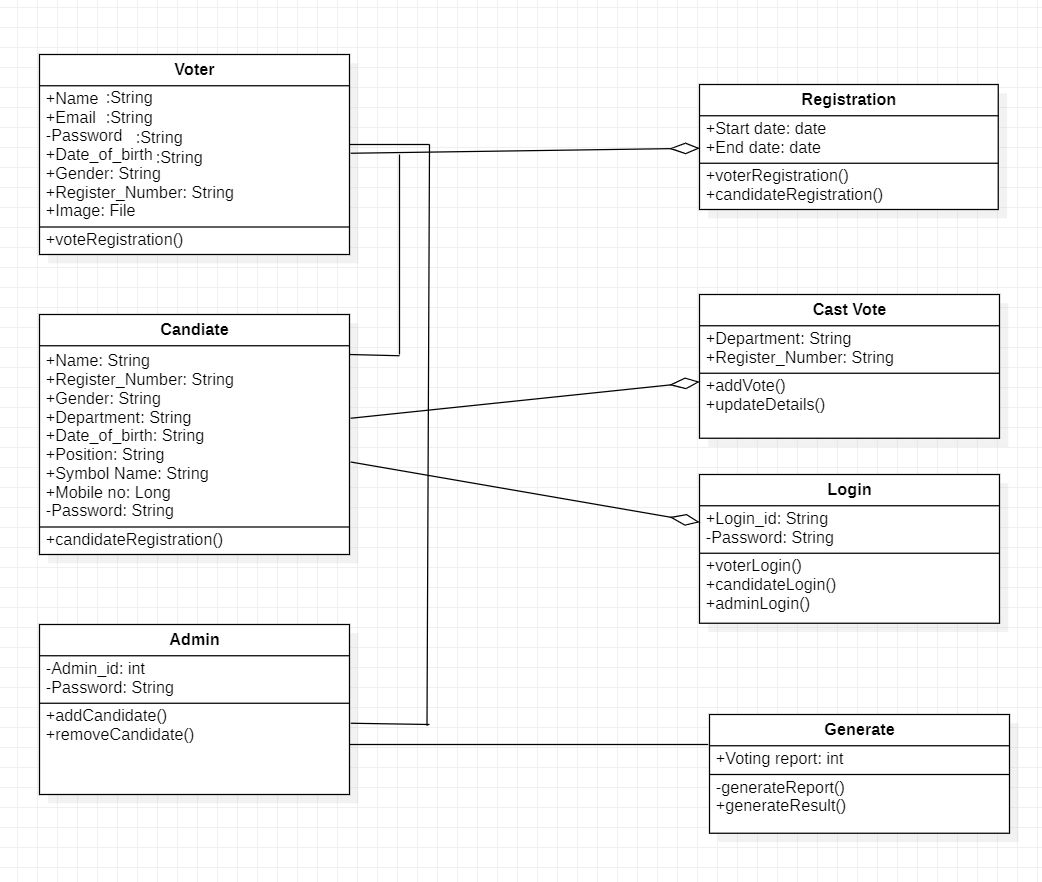 Voter
+Name :String
+Email :String
-Password :String
+Date_of_birth :String
+Gender: String
+Register_Number: String
+Image: File
+voteRegistration()
Registration
+Start date: date
+End date: date
+voterRegistration()
+candidateRegistration()
Candiate
+Name: String
+Register_Number: String
+Gender: String
+Department: String
+Date_of_birth: String
+Position: String
+Symbol Name: String
+Mobile no: Long
-Password: String
+candidateRegistration()
Cast Vote
+Department: String
+Register_Number: String
+addVote()
+updateDetails()
Login
+Login_id: String
-Password: String
+voterLogin()
+candidateLogin()
+adminLogin()
Admin
-Admin_id: int
-Password: String
+addCandidate()
+removeCandidate()
Generate
+Voting report: int
-generateReport()
+generateResult()